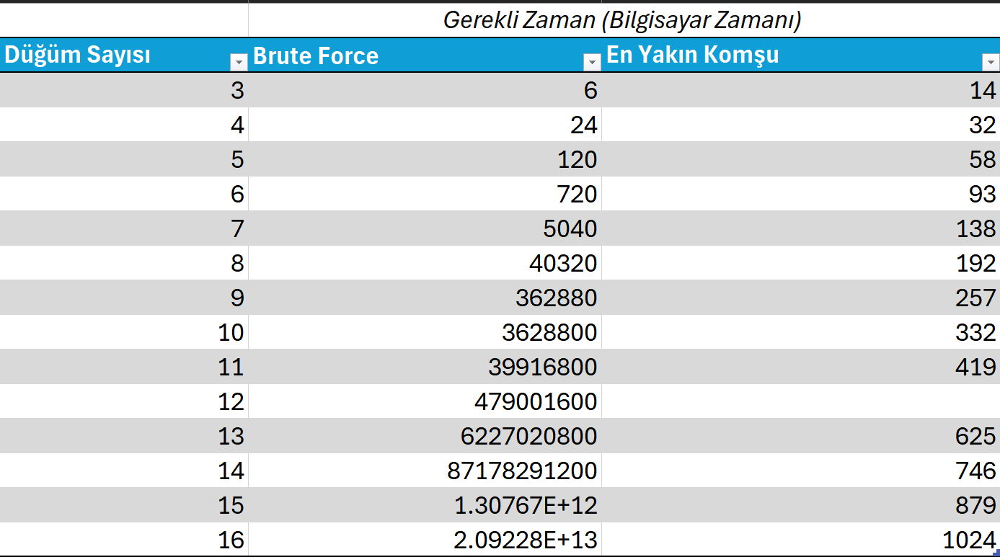 Gerekli Zaman (Bilgisayar Zamanı)
Düğüm Sayısı Brute Force En Yakın Komşu
3 6 14
4 24 32
5 120 58
6 720 93
7 5040 138
8 40320 192
9 362880 257
10 3628800 332
11 39916800 419
12 479001600
13 6227020800 625
14 87178291200 746
15 1.30767E+12 879
16 2.09228E+13 1024